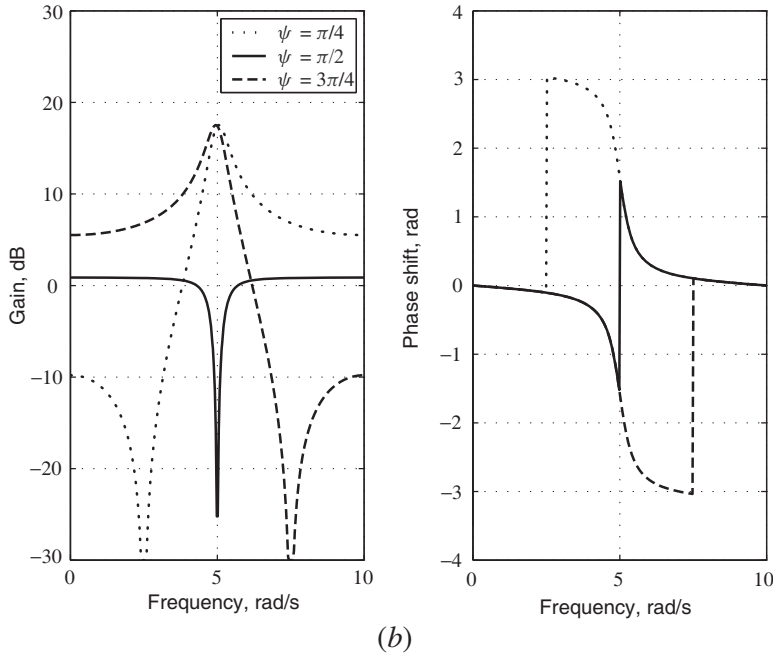 ψ = π/4
ψ = π/2
ψ = 3π/4
30
20
10
0
−10
−20
−30
Gain, dB
0
5
10
Frequency, rad/s
4
3
2
1
0
−1
−2
−3
−4
Phase shift, rad
0
5
10
Frequency, rad/s
(b)